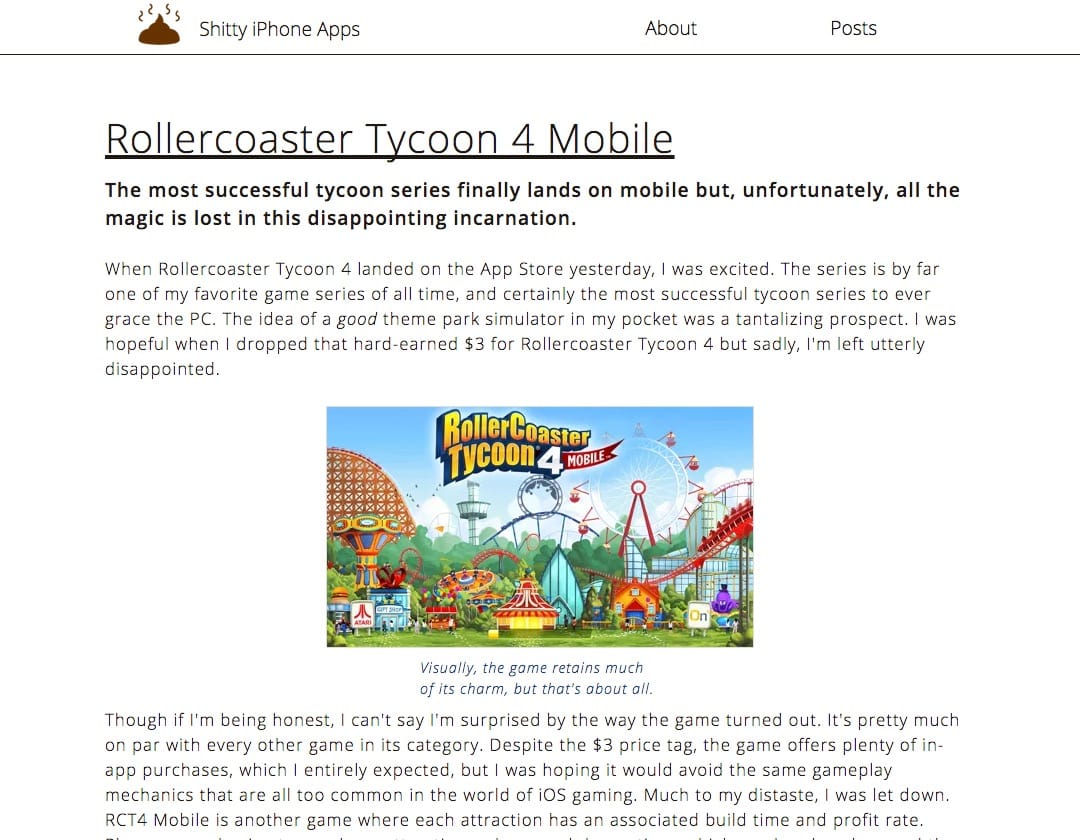 Shitty iPhone Apps
About
Posts
Rollercoaster Tycoon 4 Mobile
The most successful tycoon series finally lands on mobile but, unfortunately, all the
magic is lost in this disappointing incarnation.
When Rollercoaster Tycoon 4 landed on the App Store yesterday, I was excited. The series is by far
one of my favorite game series of all time, and certainly the most successful tycoon series to ever
grace the PC. The idea of a good theme park simulator in my pocket was a tantalizing prospect. I was
hopeful when I dropped that hard-earned $3 for Rollercoaster Tycoon 4 but sadly, I'm left utterly
disappointed.
RollerCoaster
Tycoon 4 MOBILE
ATARI
GIFT SHOP
On
Visually, the game retains much
of its charm, but that's about all.
Though if I'm being honest, I can't say I'm surprised by the way the game turned out. It's pretty much
on par with every other game in its category. Despite the $3 price tag, the game offers plenty of in-
app purchases, which I entirely expected, but I was hoping it would avoid the same gameplay
mechanics that are all too common in the world of iOS gaming. Much to my distaste, I was let down.
RCT4 Mobile is another game where each attraction has an associated build time and profit rate.